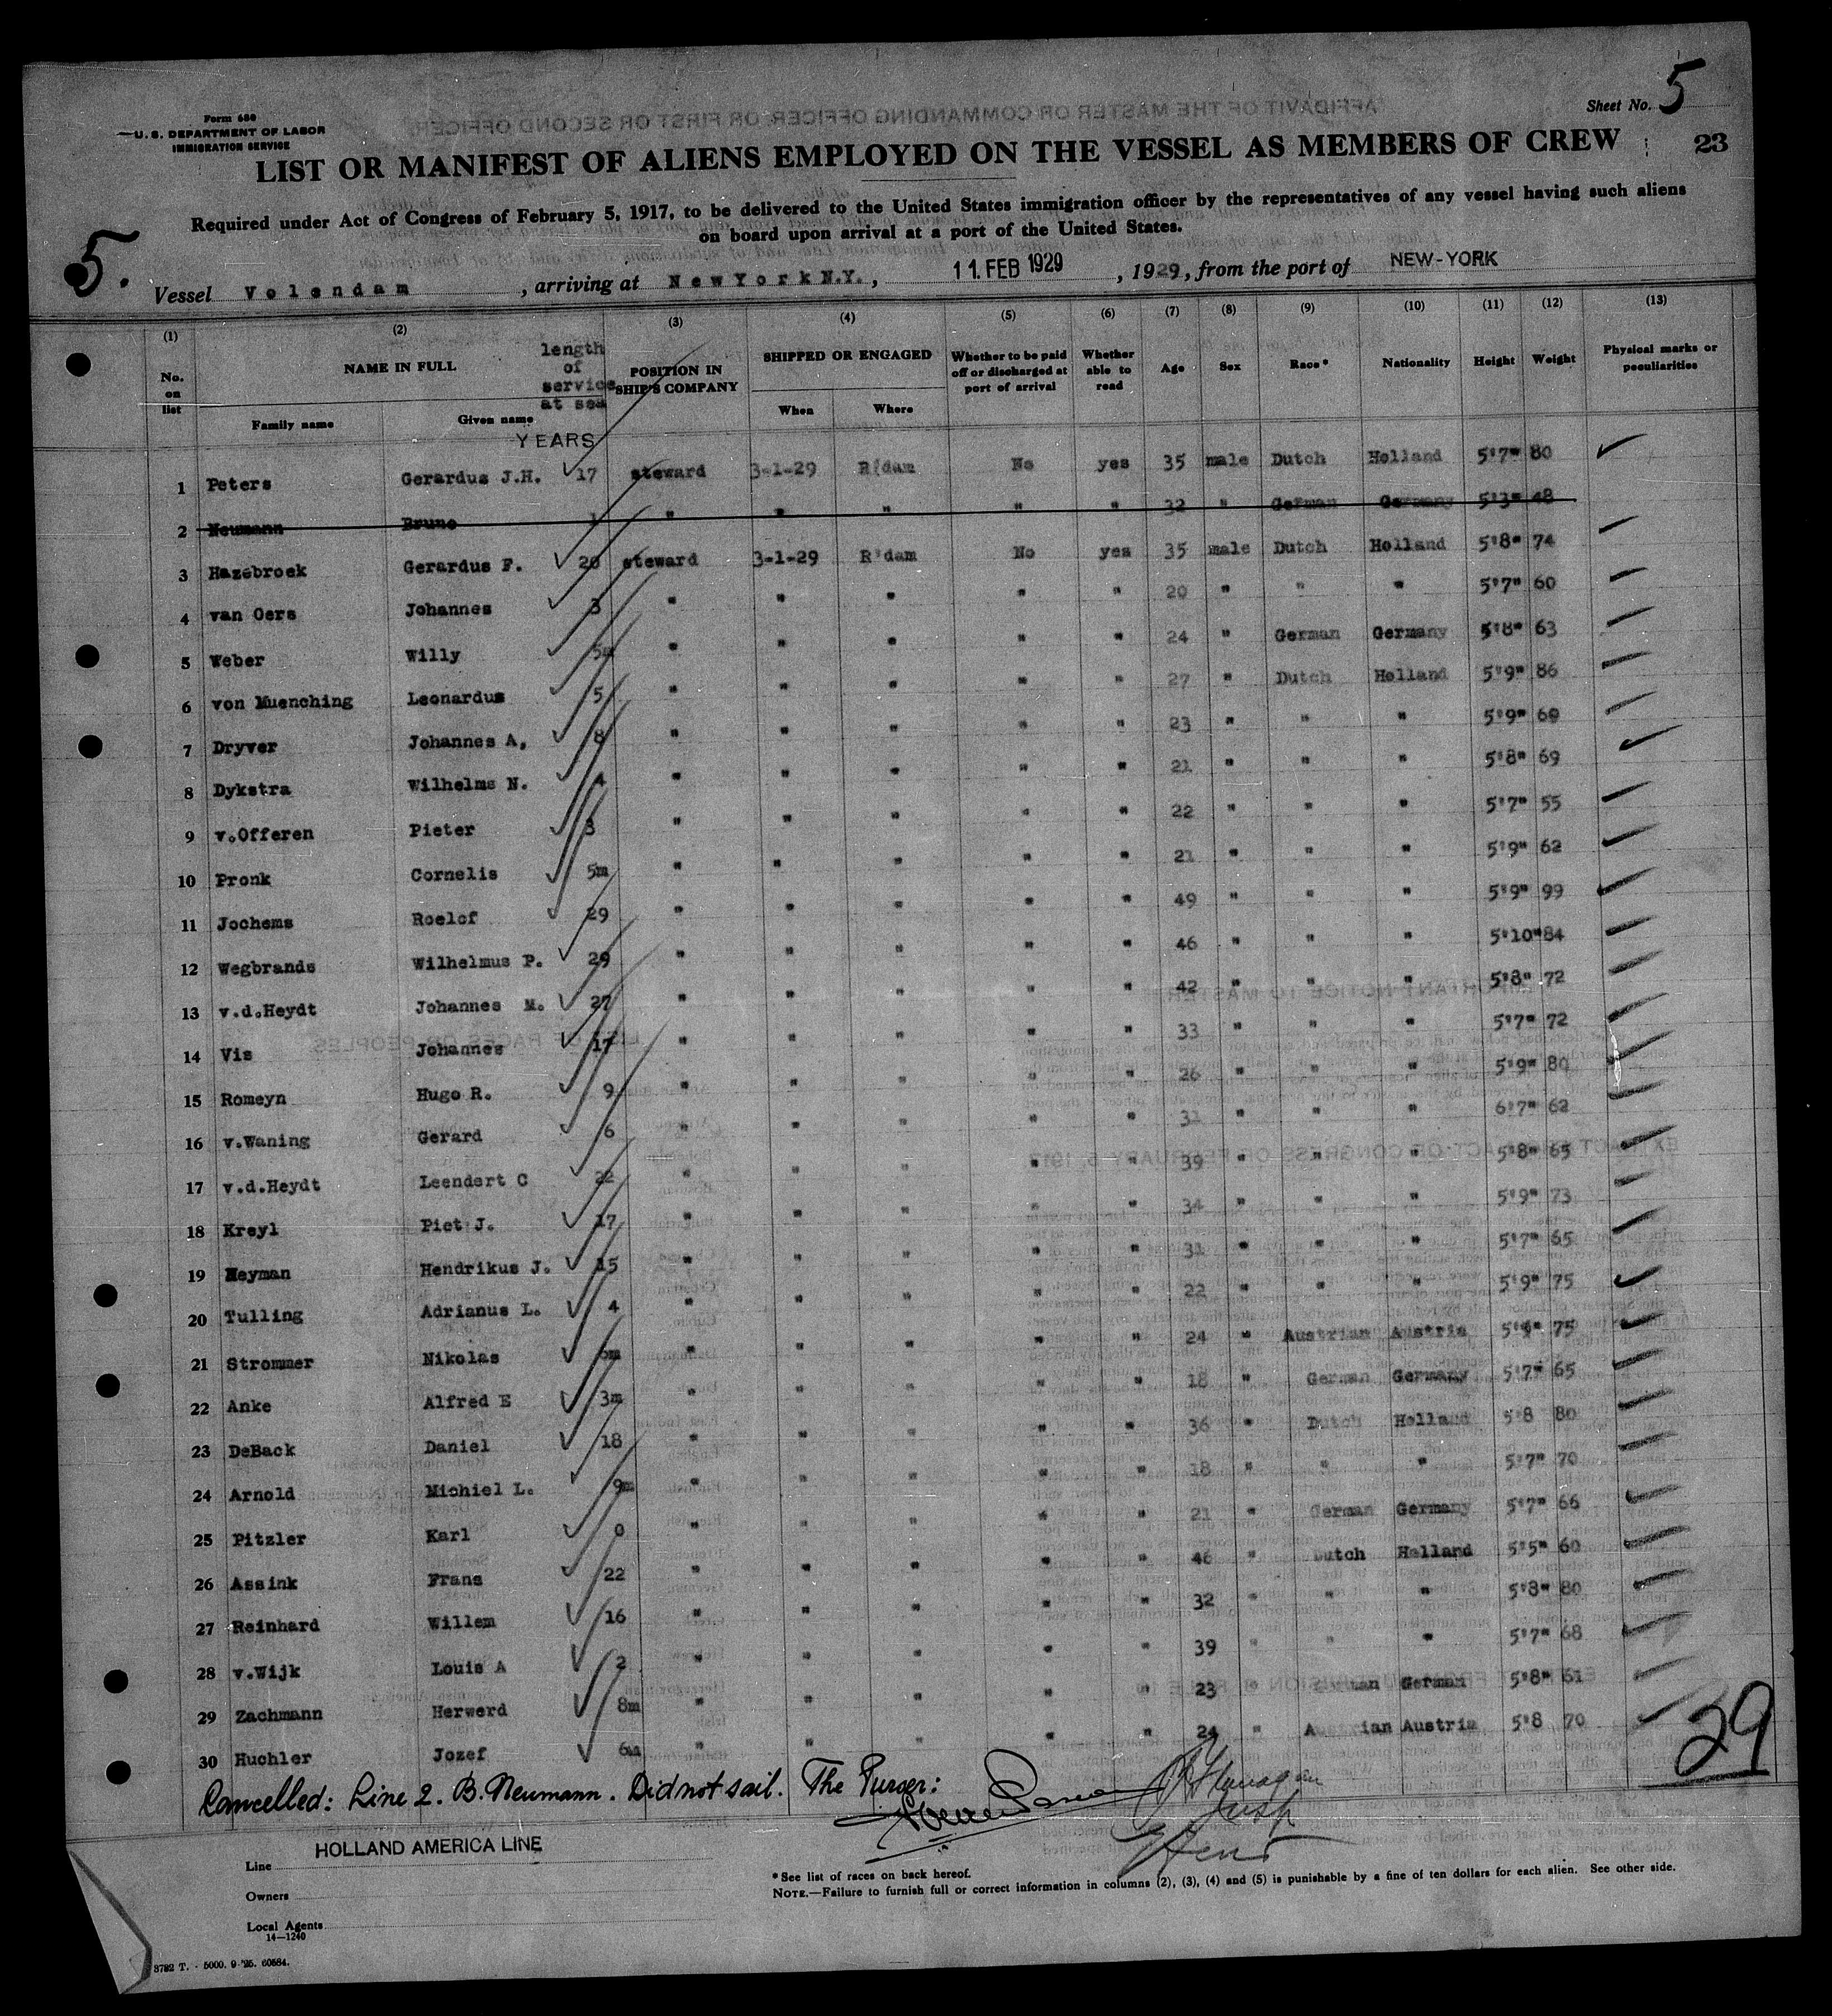 Sheet No. 5
Form 680
U. S. DEPARTMENT OF LABOR
IMMIGRATION SERVICE
LIST OR MANIFEST OF ALIENS EMPLOYED ON THE VESSEL AS MEMBERS OF CREW 23
Required under Act of Congress of February 5, 1917, to be delivered to the United States immigration officer by the representatives of any vessel having such aliens
on board upon arrival at a port of the United States.
5.
Vessel Volendam, arriving at New York N.Y., 11. FEB 1929, 1929, from the port of NEW-YORK
(1) (2) (3) (4) (5) (6) (7) (8) (9) (10) (11) (12) (13)
No. on list NAME IN FULL length of service at sea POSITION IN SHIP'S COMPANY SHIPPED OR ENGAGED Whether to be paid off or discharged at port of arrival Whether able to read Age Sex Race* Nationality Height Weight Physical marks or peculiarities
Family name Given name When Where
YEARS
1 Peters Gerardus J.H. 17 steward 3-1-29 R'dam No yes 35 male Dutch Holland 5'7" 80
2 Neumann Bruno 1 " " " " " 32 " German Germany 5'3" 48
3 Hazebroek Gerardus F. 20 steward 3-1-29 R'dam No yes 35 male Dutch Holland 5'8" 74
4 van Oers Johannes 3 " " " " " 20 " " " 5'7" 60
5 Weber Willy 5m " " " " " 24 " German Germany 5'8" 63
6 von Muenching Leonardus 5 " " " " " 27 " Dutch Holland 5'9" 86
7 Dryver Johannes A, 8 " " " " " 23 " " " 5'9" 69
8 Dykstra Wilhelms N. 4 " " " " " 21 " " " 5'8" 69
9 v.Offeren Pieter 3 " " " " " 22 " " " 5'7" 55
10 Pronk Cornelis 5m " " " " " 21 " " " 5'9" 62
11 Jochems Roelof 29 " " " " " 49 " " " 5'9" 99
12 Wegbrands Wilhelmus P. 29 " " " " " 46 " " " 5'10" 84
13 v.d.Heydt Johannes M. 27 " " " " " 42 " " " 5'8" 72
14 Vis Johannes 17 " " " " " 33 " " " 5'7" 72
15 Romeyn Hugo R. 9 " " " " " 26 " " " 5'9" 80
16 v.Waning Gerard 6 " " " " " 31 " " " 6'7" 62
17 v.d.Heydt Leendert C 22 " " " " " 39 " " " 5'8" 65
18 Kreyl Piet J. 17 " " " " " 34 " " " 5'9" 73
19 Heyman Hendrikus J. 15 " " " " " 31 " " " 5'7" 65
20 Tulling Adrianus L. 4 " " " " " 22 " " " 5'9" 75
21 Strommer Nikolas 6m " " " " " 24 " Austrian Austria 75
22 Anke Alfred E 3m " " " " " 18 " German Germany 5'7" 65
23 DeBack Daniel 18 " " " " " 36 " Dutch Holland 5'8 80
24 Arnold Michiel L. 9m " " " " " 18 " " " 5'7" 70
25 Pitzler Karl 0 " " " " " 21 " German Germany 5'7" 66
26 Assink Frans 22 " " " " " 46 " Dutch Holland 5'5" 60
27 Reinhard Willem 16 " " " " " 32 " " " 5'8" 80
28 v.Wijk Louis A 2 " " " " " 39 " " " 5'7" 68
29 Zachmann Herwerd 8m " " " " " 23 " German German 5'8" 61
30 Huchler Jozef 6m " " " " " 24 " Austrian Austria 5'8 70
29
Cancelled: Line 2. B. Neumann. Did not sail. The Purser:
Line HOLLAND AMERICA LINE
Owners
Local Agents
14—1240
*See list of races on back hereof.
NOTE.—Failure to furnish full or correct information in columns (2), (3), (4) and (5) is punishable by a fine of ten dollars for each alien. See other side.
3782 T. - 5000. 9-'25. 60584.